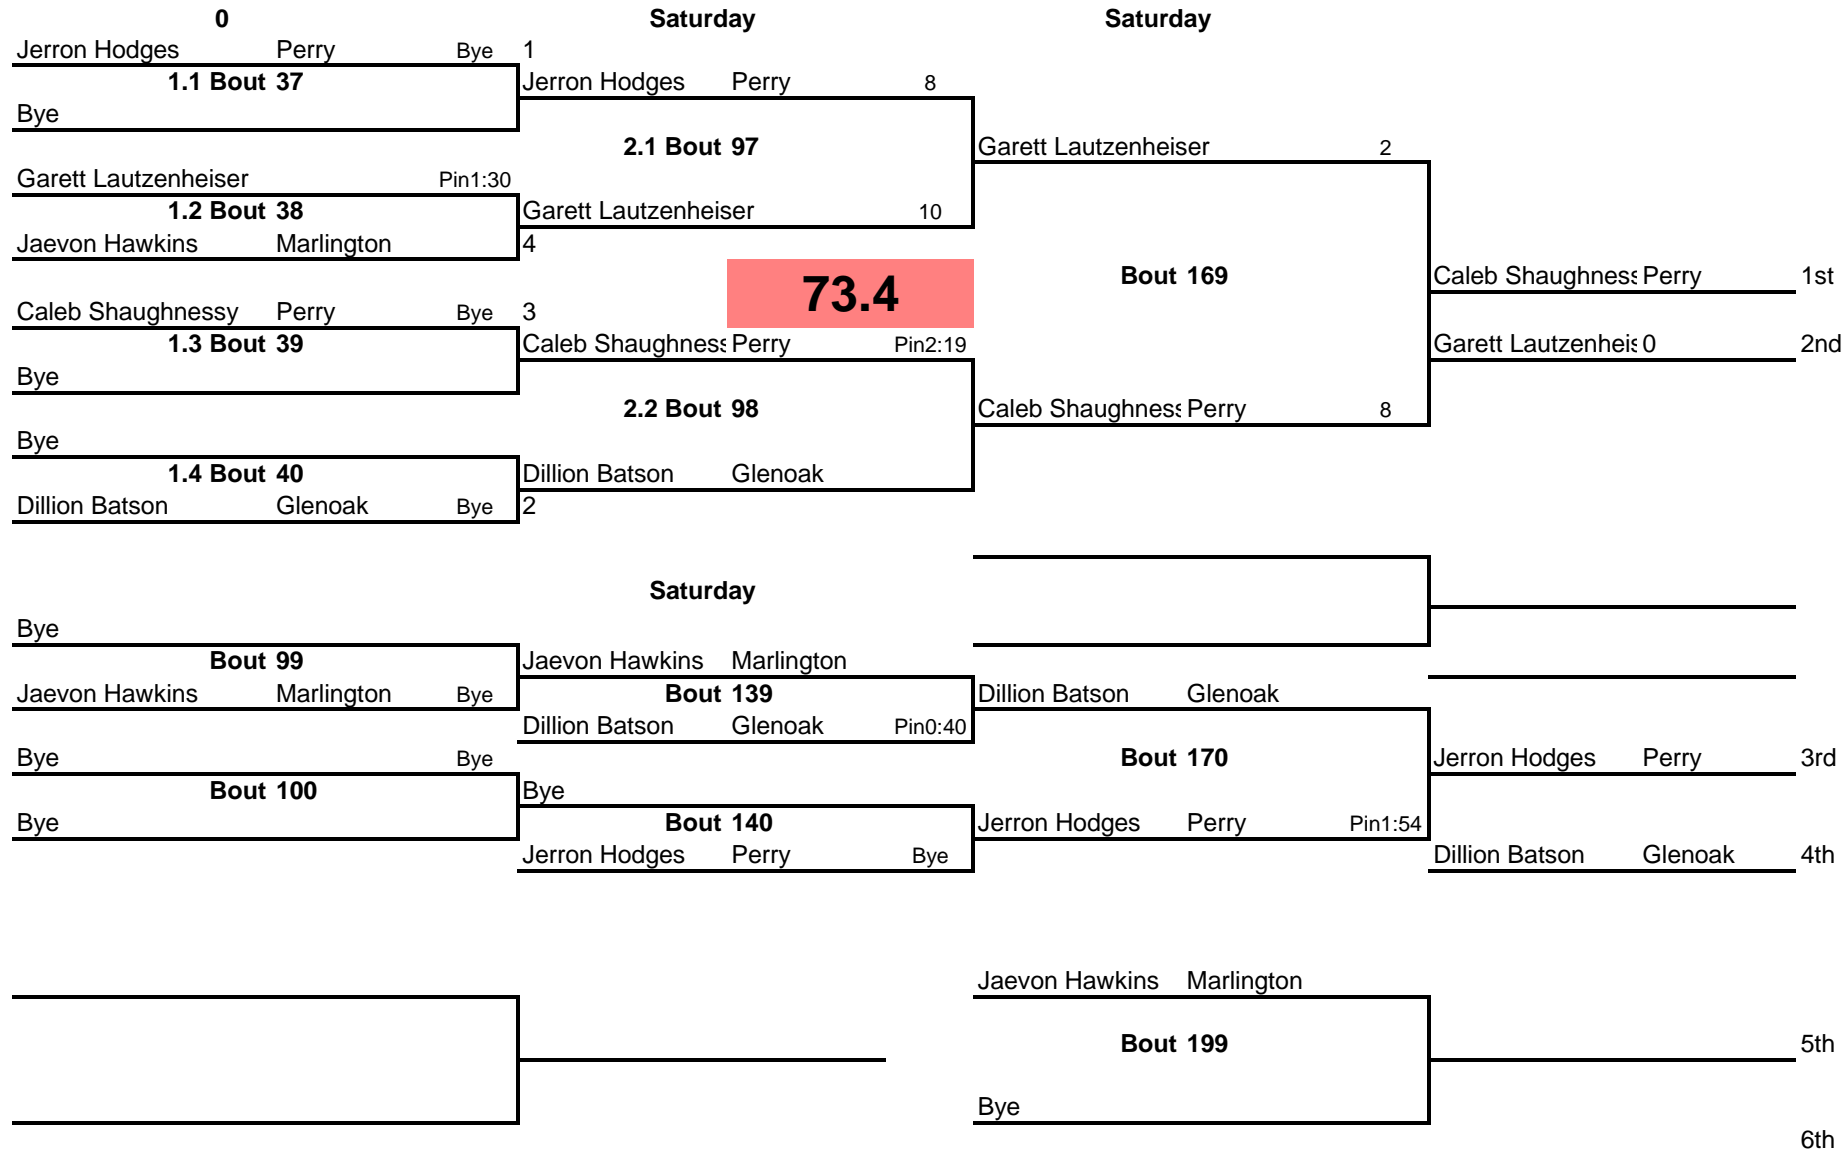 0 Saturday Saturday
Jerron Hodges Perry Bye 1
1.1 Bout 37 Jerron Hodges Perry 8
Bye
2.1 Bout 97 Garett Lautzenheiser 2
Garett Lautzenheiser Pin1:30
1.2 Bout 38 Garett Lautzenheiser 10
Jaevon Hawkins Marlington 4
73.4 Bout 169 Caleb Shaughness Perry 1st
Caleb Shaughnessy Perry Bye 3
1.3 Bout 39 Caleb Shaughness Perry Pin2:19 Garett Lautzenheis 0 2nd
Bye
2.2 Bout 98 Caleb Shaughness Perry 8
Bye
1.4 Bout 40 Dillion Batson Glenoak
Dillion Batson Glenoak Bye 2
Saturday
Bye
Bout 99 Jaevon Hawkins Marlington
Jaevon Hawkins Marlington Bye Bout 139 Dillion Batson Glenoak
Dillion Batson Glenoak Pin0:40
Bye Bye Bout 170 Jerron Hodges Perry 3rd
Bout 100 Bye
Bye Bout 140 Jerron Hodges Perry Pin1:54
Jerron Hodges Perry Bye Dillion Batson Glenoak 4th
Jaevon Hawkins Marlington
Bout 199 5th
Bye
6th